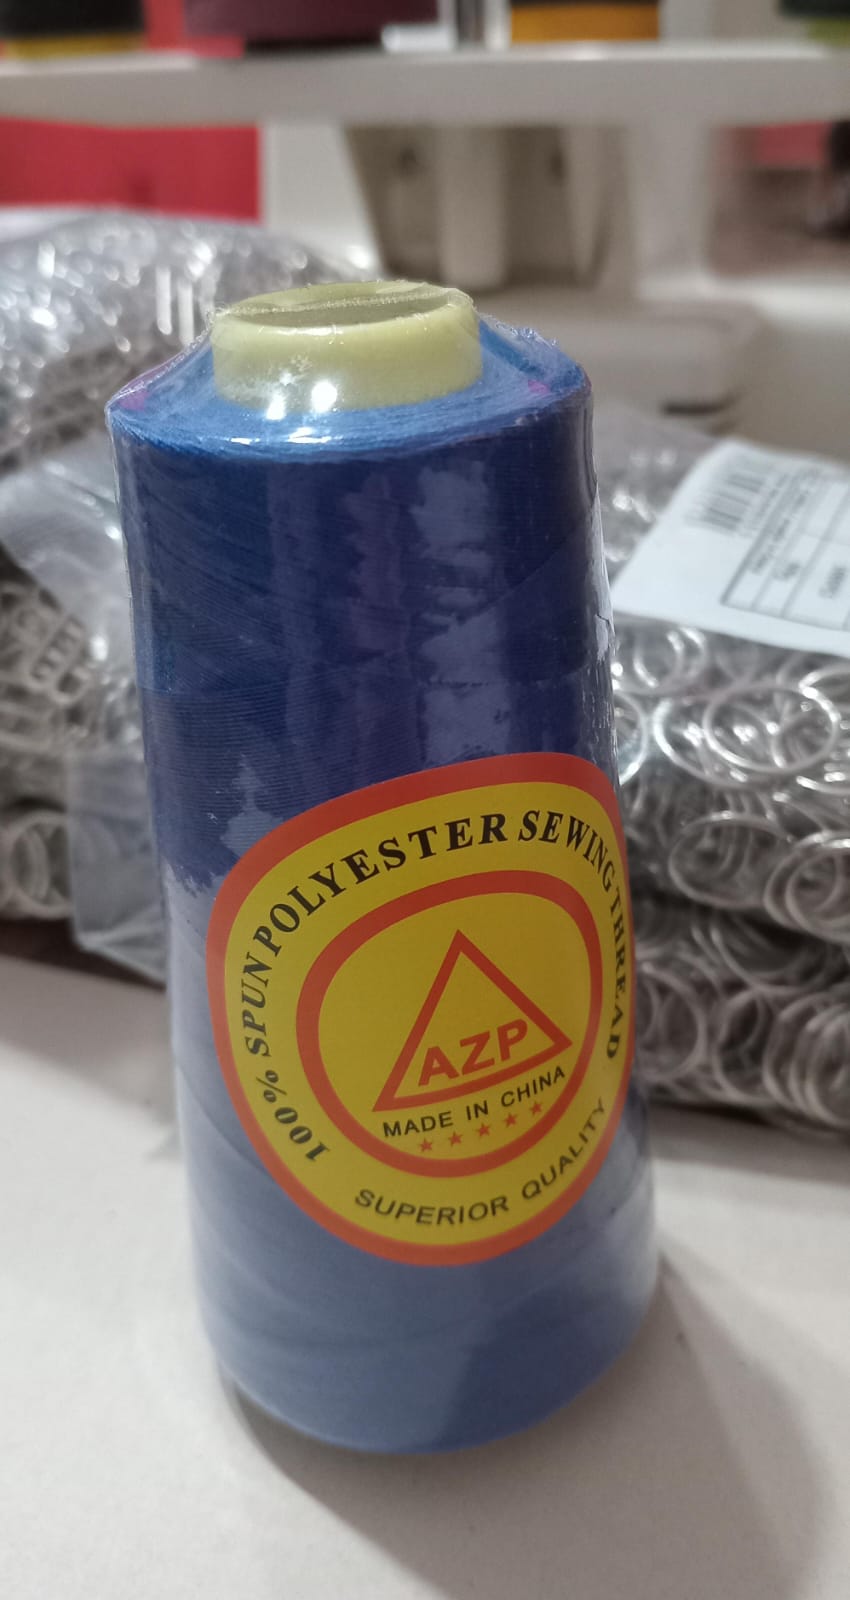 100% SPUN POLYESTER SEWING THREAD
AZP
MADE IN CHINA
SUPERIOR QUALITY